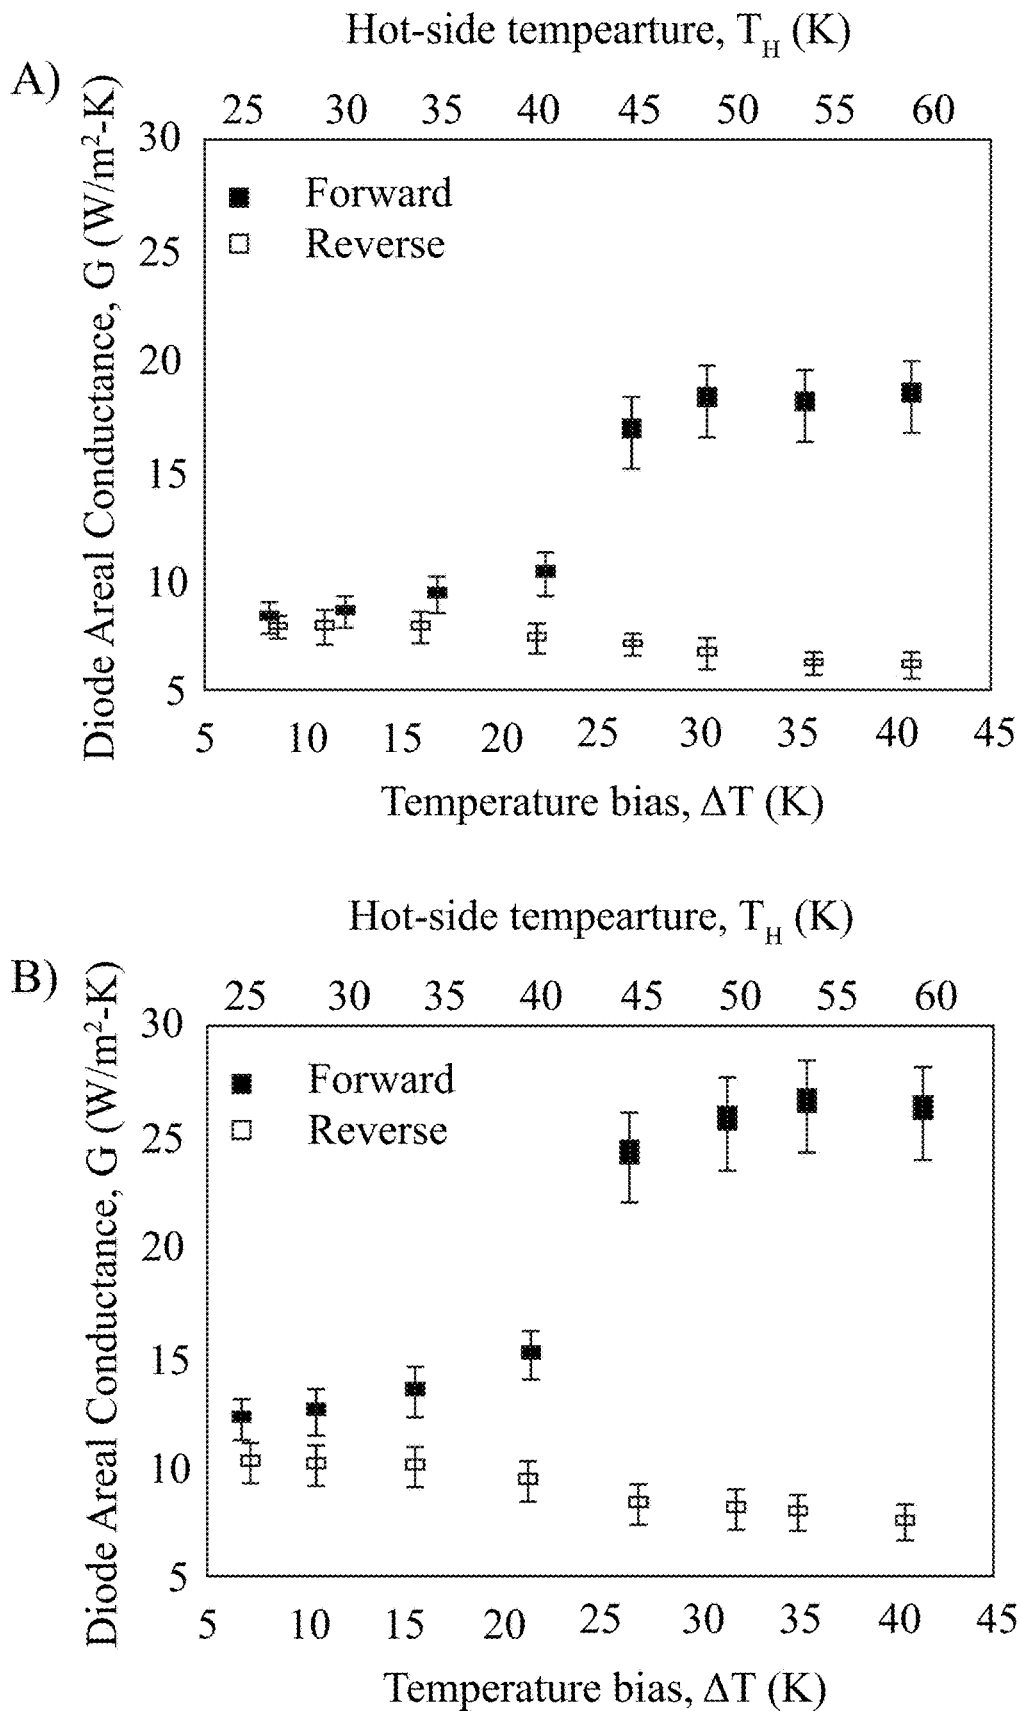 Hot-side tempearture, T_H (K)
A)
25 30 35 40 45 50 55 60
Diode Areal Conductance, G (W/m²-K)
30
25
20
15
10
5
Forward
Reverse
5 10 15 20 25 30 35 40 45
Temperature bias, ΔT (K)
Hot-side tempearture, T_H (K)
B)
25 30 35 40 45 50 55 60
Diode Areal Conductance, G (W/m²-K)
30
25
20
15
10
5
Forward
Reverse
5 10 15 20 25 30 35 40 45
Temperature bias, ΔT (K)